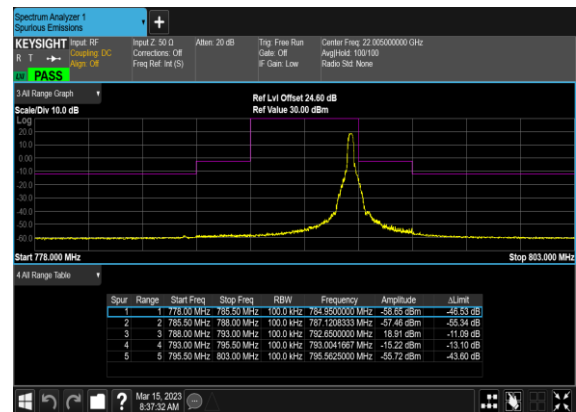 Spectrum Analyzer 1
Spurious Emissions
KEYSIGHT Input: RF Input Z: 50 Ω Atten: 20 dB Trig: Free Run Center Freq: 22.005000000 GHz
R T Coupling: DC Corrections: Off Gate: Off Avg|Hold: 100/100
Align: Off Freq Ref: Int (S) IF Gain: Low Radio Std: None
LM PASS
3 All Range Graph
Ref Lvl Offset 24.60 dB
Scale/Div 10.0 dB Ref Value 30.00 dBm
Log
20.0
10.0
0.00
-10.0
-20.0
-30.0
-40.0
-50.0
-60.0
Start 778.000 MHz Stop 803.000 MHz
4 All Range Table
Spur Range Start Freq Stop Freq RBW Frequency Amplitude ΔLimit
1 1 778.00 MHz 785.50 MHz 100.0 kHz 784.9500000 MHz -58.65 dBm -46.53 dB
2 2 785.50 MHz 788.00 MHz 100.0 kHz 787.1208333 MHz -57.46 dBm -55.34 dB
3 3 788.00 MHz 793.00 MHz 100.0 kHz 792.6500000 MHz 18.91 dBm -11.09 dB
4 4 793.00 MHz 795.50 MHz 100.0 kHz 793.0041667 MHz -15.22 dBm -13.10 dB
5 5 795.50 MHz 803.00 MHz 100.0 kHz 795.5625000 MHz -55.72 dBm -43.60 dB
Mar 15, 2023
8:37:32 AM